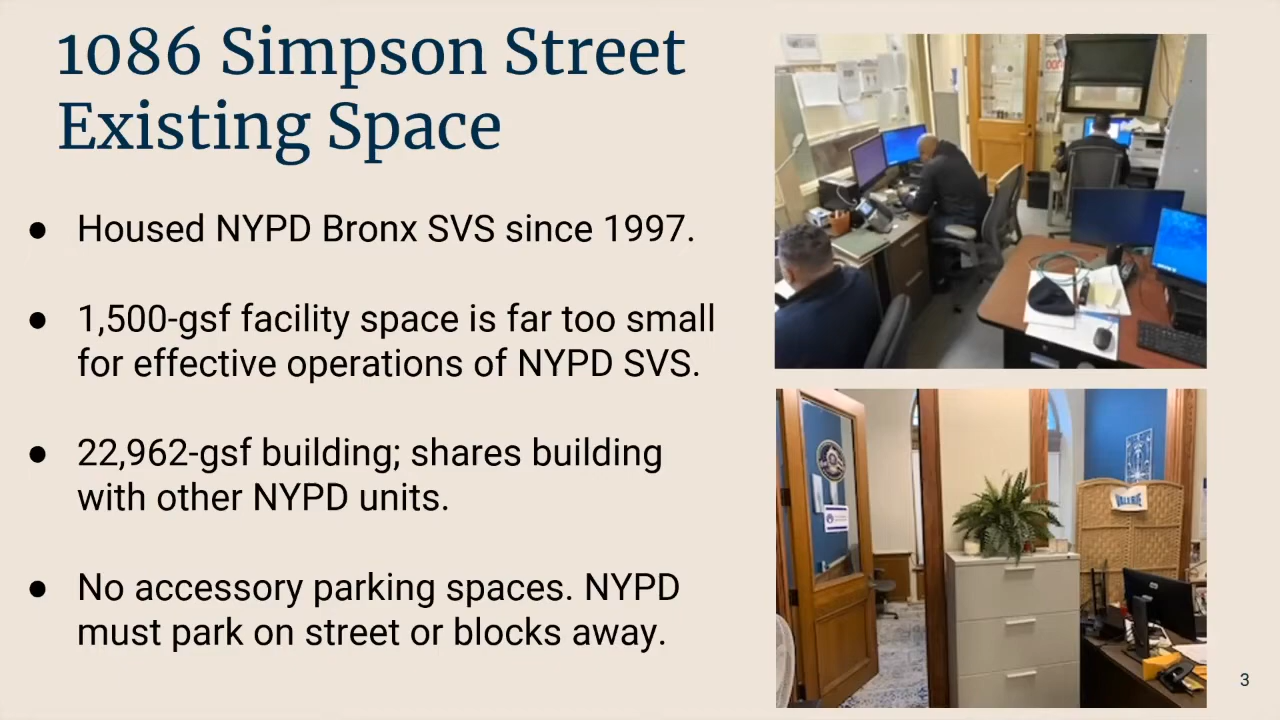 1086 Simpson Street
Existing Space
● Housed NYPD Bronx SVS since 1997.
● 1,500-gsf facility space is far too small
for effective operations of NYPD SVS.
● 22,962-gsf building; shares building
with other NYPD units.
● No accessory parking spaces. NYPD
must park on street or blocks away.
VALERIE
3